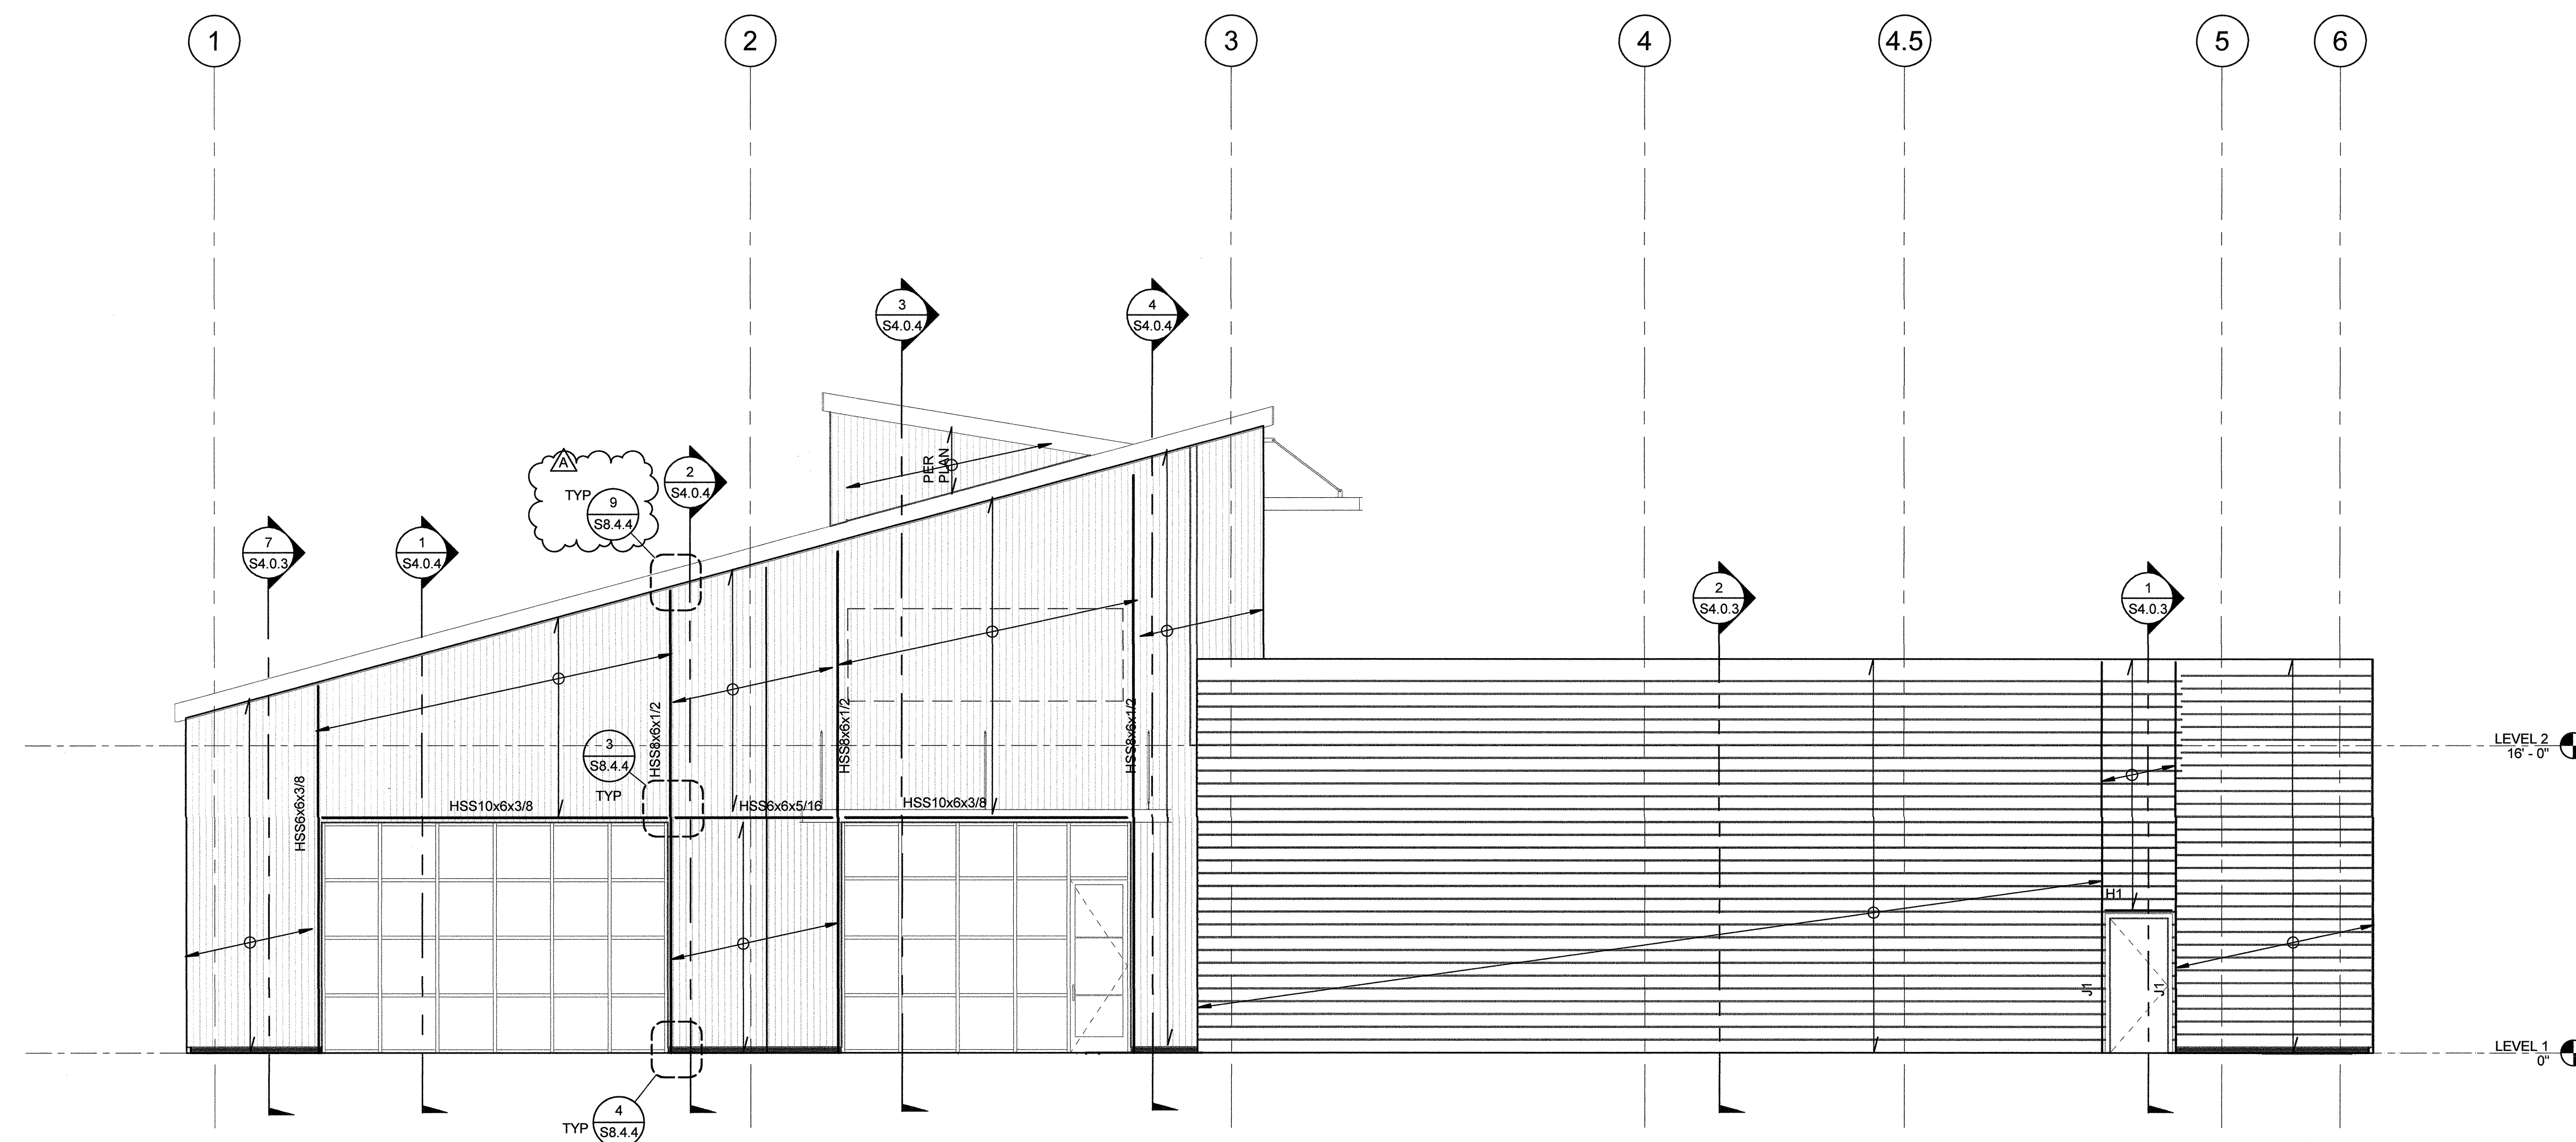 1
2
3
4
4.5
5
6
3
S4.0.4
4
S4.0.4
A
TYP
9
S8.4.4
2
S4.0.4
PER
PLAN
7
S4.0.3
1
S4.0.4
2
S4.0.3
1
S4.0.3
HSS6x6x3/8
HSS8x6x1/2
HSS8x6x1/2
HSS8x6x1/2
3
S8.4.4
TYP
HSS10x6x3/8
HSS6x6x5/16
HSS10x6x3/8
LEVEL 2
16' - 0"
H1
J1
J1
LEVEL 1
0"
TYP
4
S8.4.4